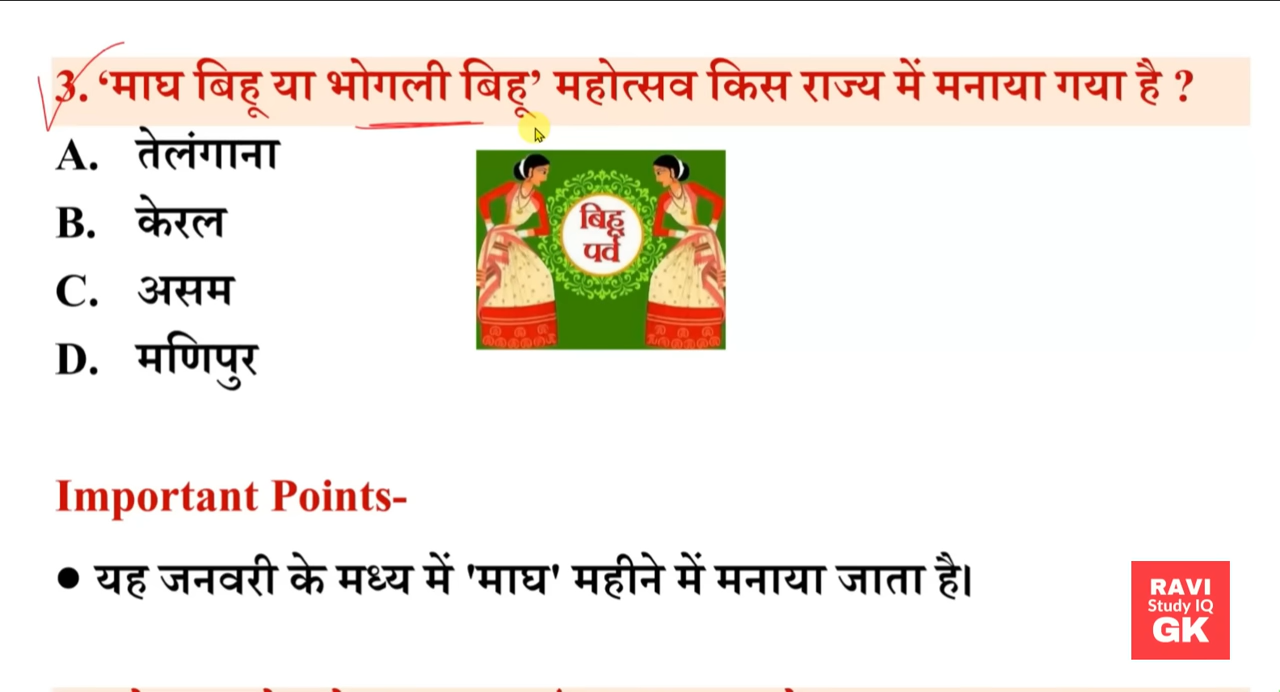 3. ‘माघ बिहू या भोगली बिहू’ महोत्सव किस राज्य में मनाया गया है ?
A. तेलंगाना
B. केरल
C. असम
D. मणिपुर
बिहू
पर्व
Important Points-
● यह जनवरी के मध्य में 'माघ' महीने में मनाया जाता है।
RAVI
Study IQ
GK